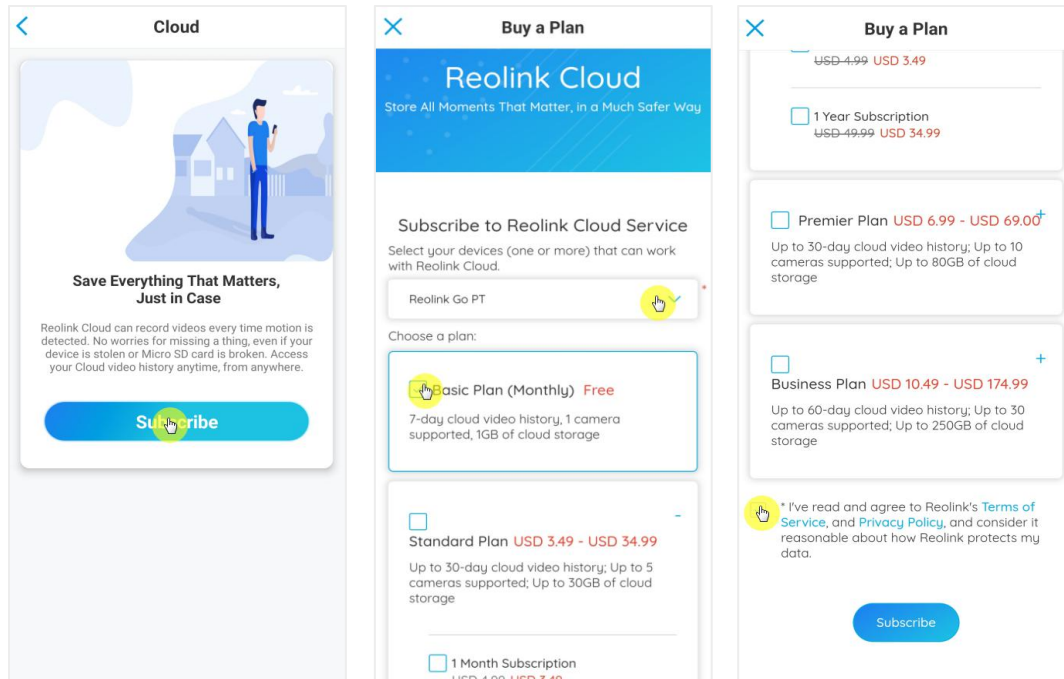 Cloud
Save Everything That Matters,
Just in Case
Reolink Cloud can record videos every time motion is
detected. No worries for missing a thing, even if your
device is stolen or Micro SD card is broken. Access
your Cloud video history anytime, from anywhere.
Subscribe
Buy a Plan
Reolink Cloud
Store All Moments That Matter, in a Much Safer Way
Subscribe to Reolink Cloud Service
Select your devices (one or more) that can work
with Reolink Cloud.
Reolink Go PT
*
Choose a plan:
Basic Plan (Monthly) Free
7-day cloud video history, 1 camera
supported, 1GB of cloud storage
-
Standard Plan USD 3.49 - USD 34.99
Up to 30-day cloud video history; Up to 5
cameras supported; Up to 30GB of cloud
storage
1 Month Subscription
USD 4.99 USD 3.49
Buy a Plan
USD 4.99 USD 3.49
1 Year Subscription
USD 49.99 USD 34.99
Premier Plan USD 6.99 - USD 69.00
+
Up to 30-day cloud video history; Up to 10
cameras supported; Up to 80GB of cloud
storage
+
Business Plan USD 10.49 - USD 174.99
Up to 60-day cloud video history; Up to 30
cameras supported; Up to 250GB of cloud
storage
* I've read and agree to Reolink's Terms of
Service, and Privacy Policy, and consider it
reasonable about how Reolink protects my
data.
Subscribe